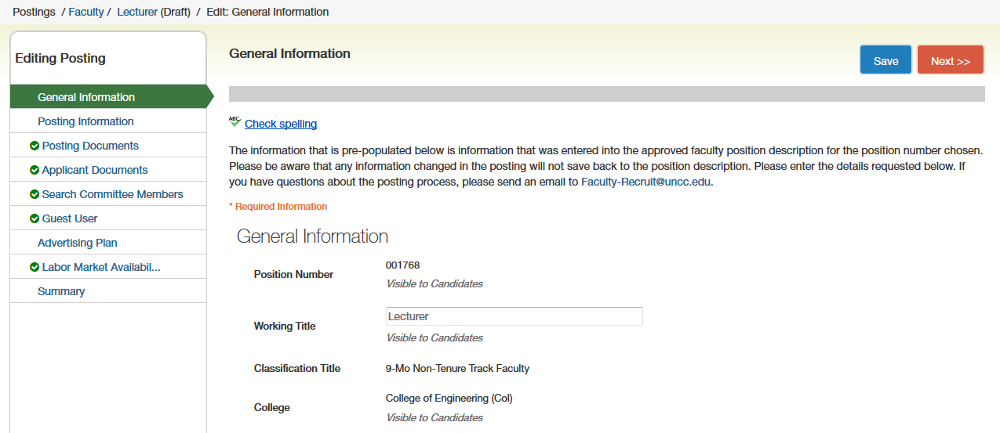 Postings / Faculty / Lecturer (Draft) / Edit: General Information
Editing Posting
General Information
Posting Information
Posting Documents
Applicant Documents
Search Committee Members
Guest User
Advertising Plan
Labor Market Availabil...
Summary
General Information
Save
Next >>
ABC
Check spelling
The information that is pre-populated below is information that was entered into the approved faculty position description for the position number chosen.
Please be aware that any information changed in the posting will not save back to the position description. Please enter the details requested below. If
you have questions about the posting process, please send an email to Faculty-Recruit@uncc.edu.
* Required Information
General Information
Position Number
001768
Visible to Candidates
Working Title
Lecturer
Visible to Candidates
Classification Title
9-Mo Non-Tenure Track Faculty
College
College of Engineering (Col)
Visible to Candidates